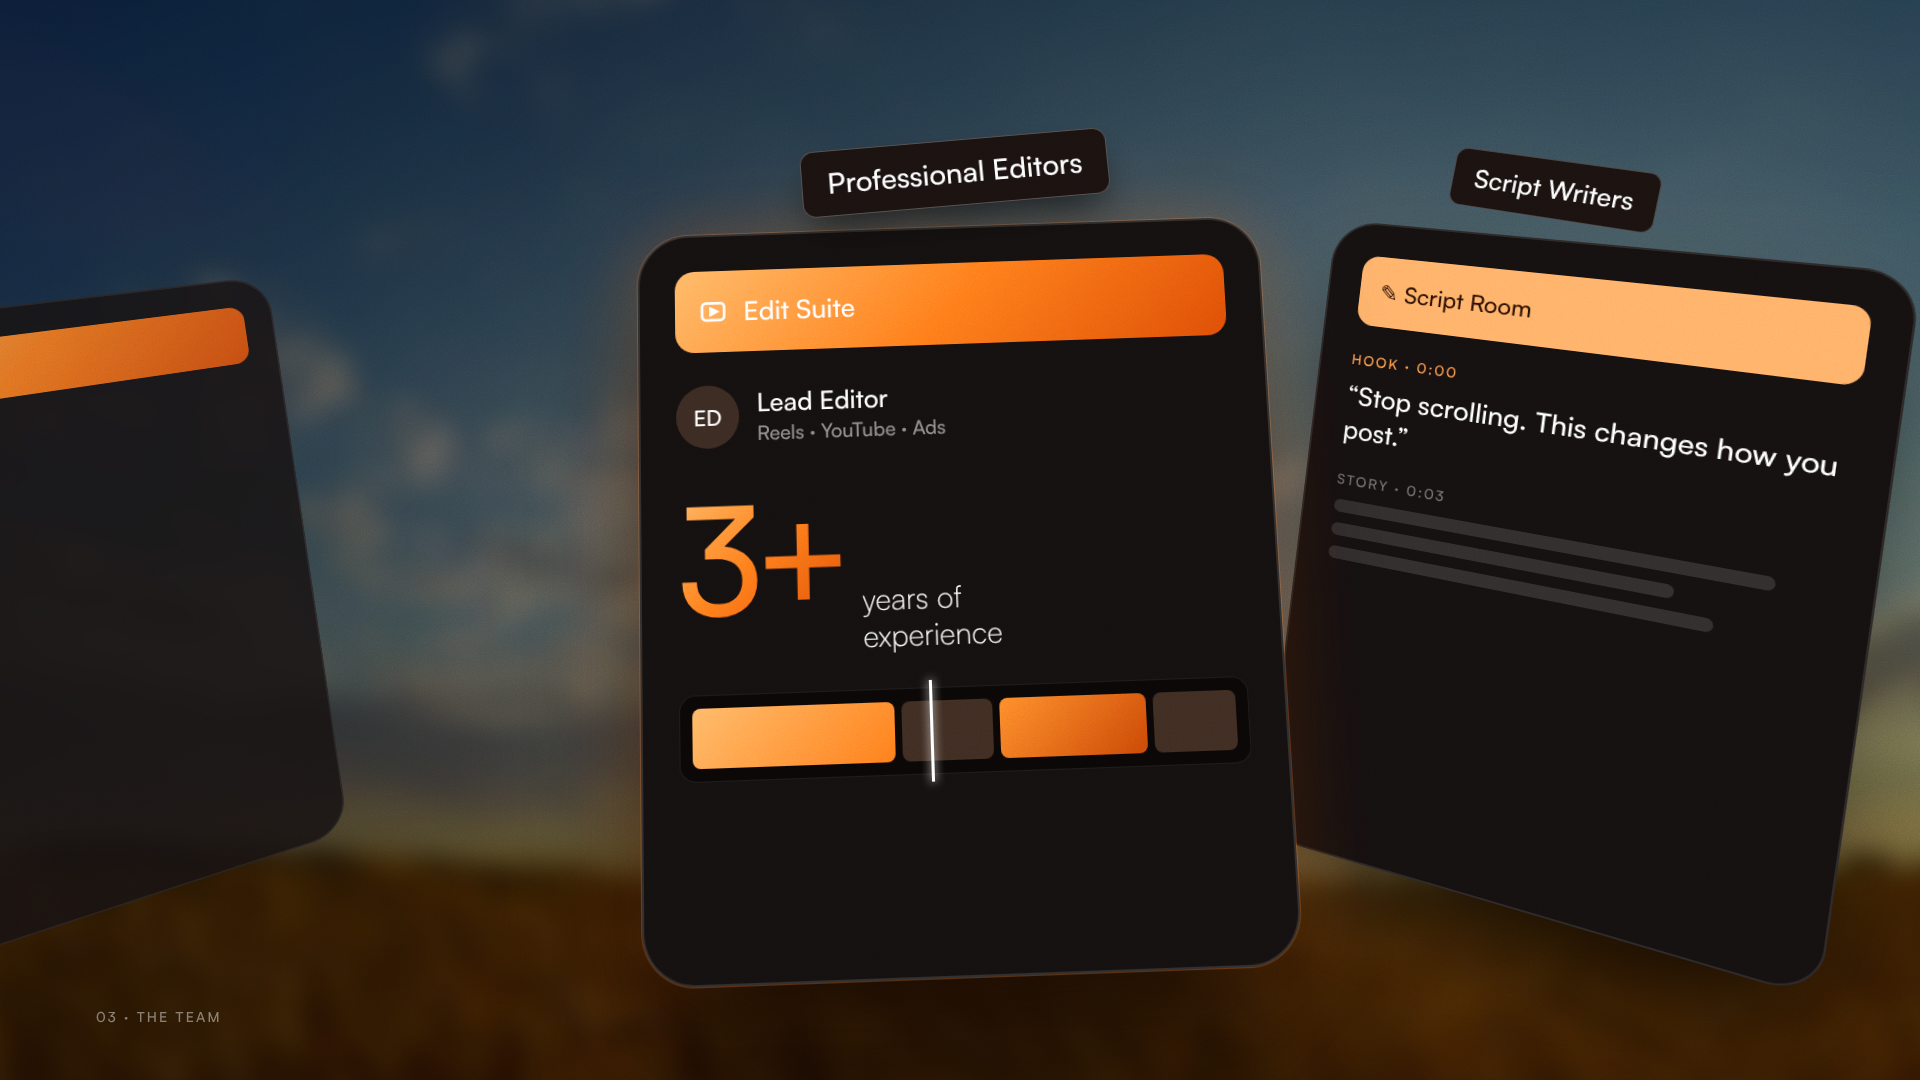 Professional Editors
Edit Suite
ED
Lead Editor
Reels • YouTube • Ads
3+
years of
experience
Script Writers
✎ Script Room
HOOK • 0:00
“Stop scrolling. This changes how you
post.”
STORY • 0:03
03 • THE TEAM